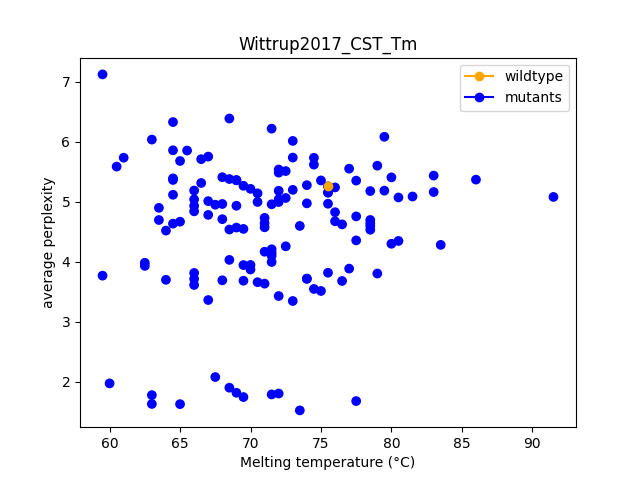 Wittrup2017_CST_Tm
wildtype
mutants
7
6
5
4
3
2
average perplexity
60 65 70 75 80 85 90
Melting temperature (°C)